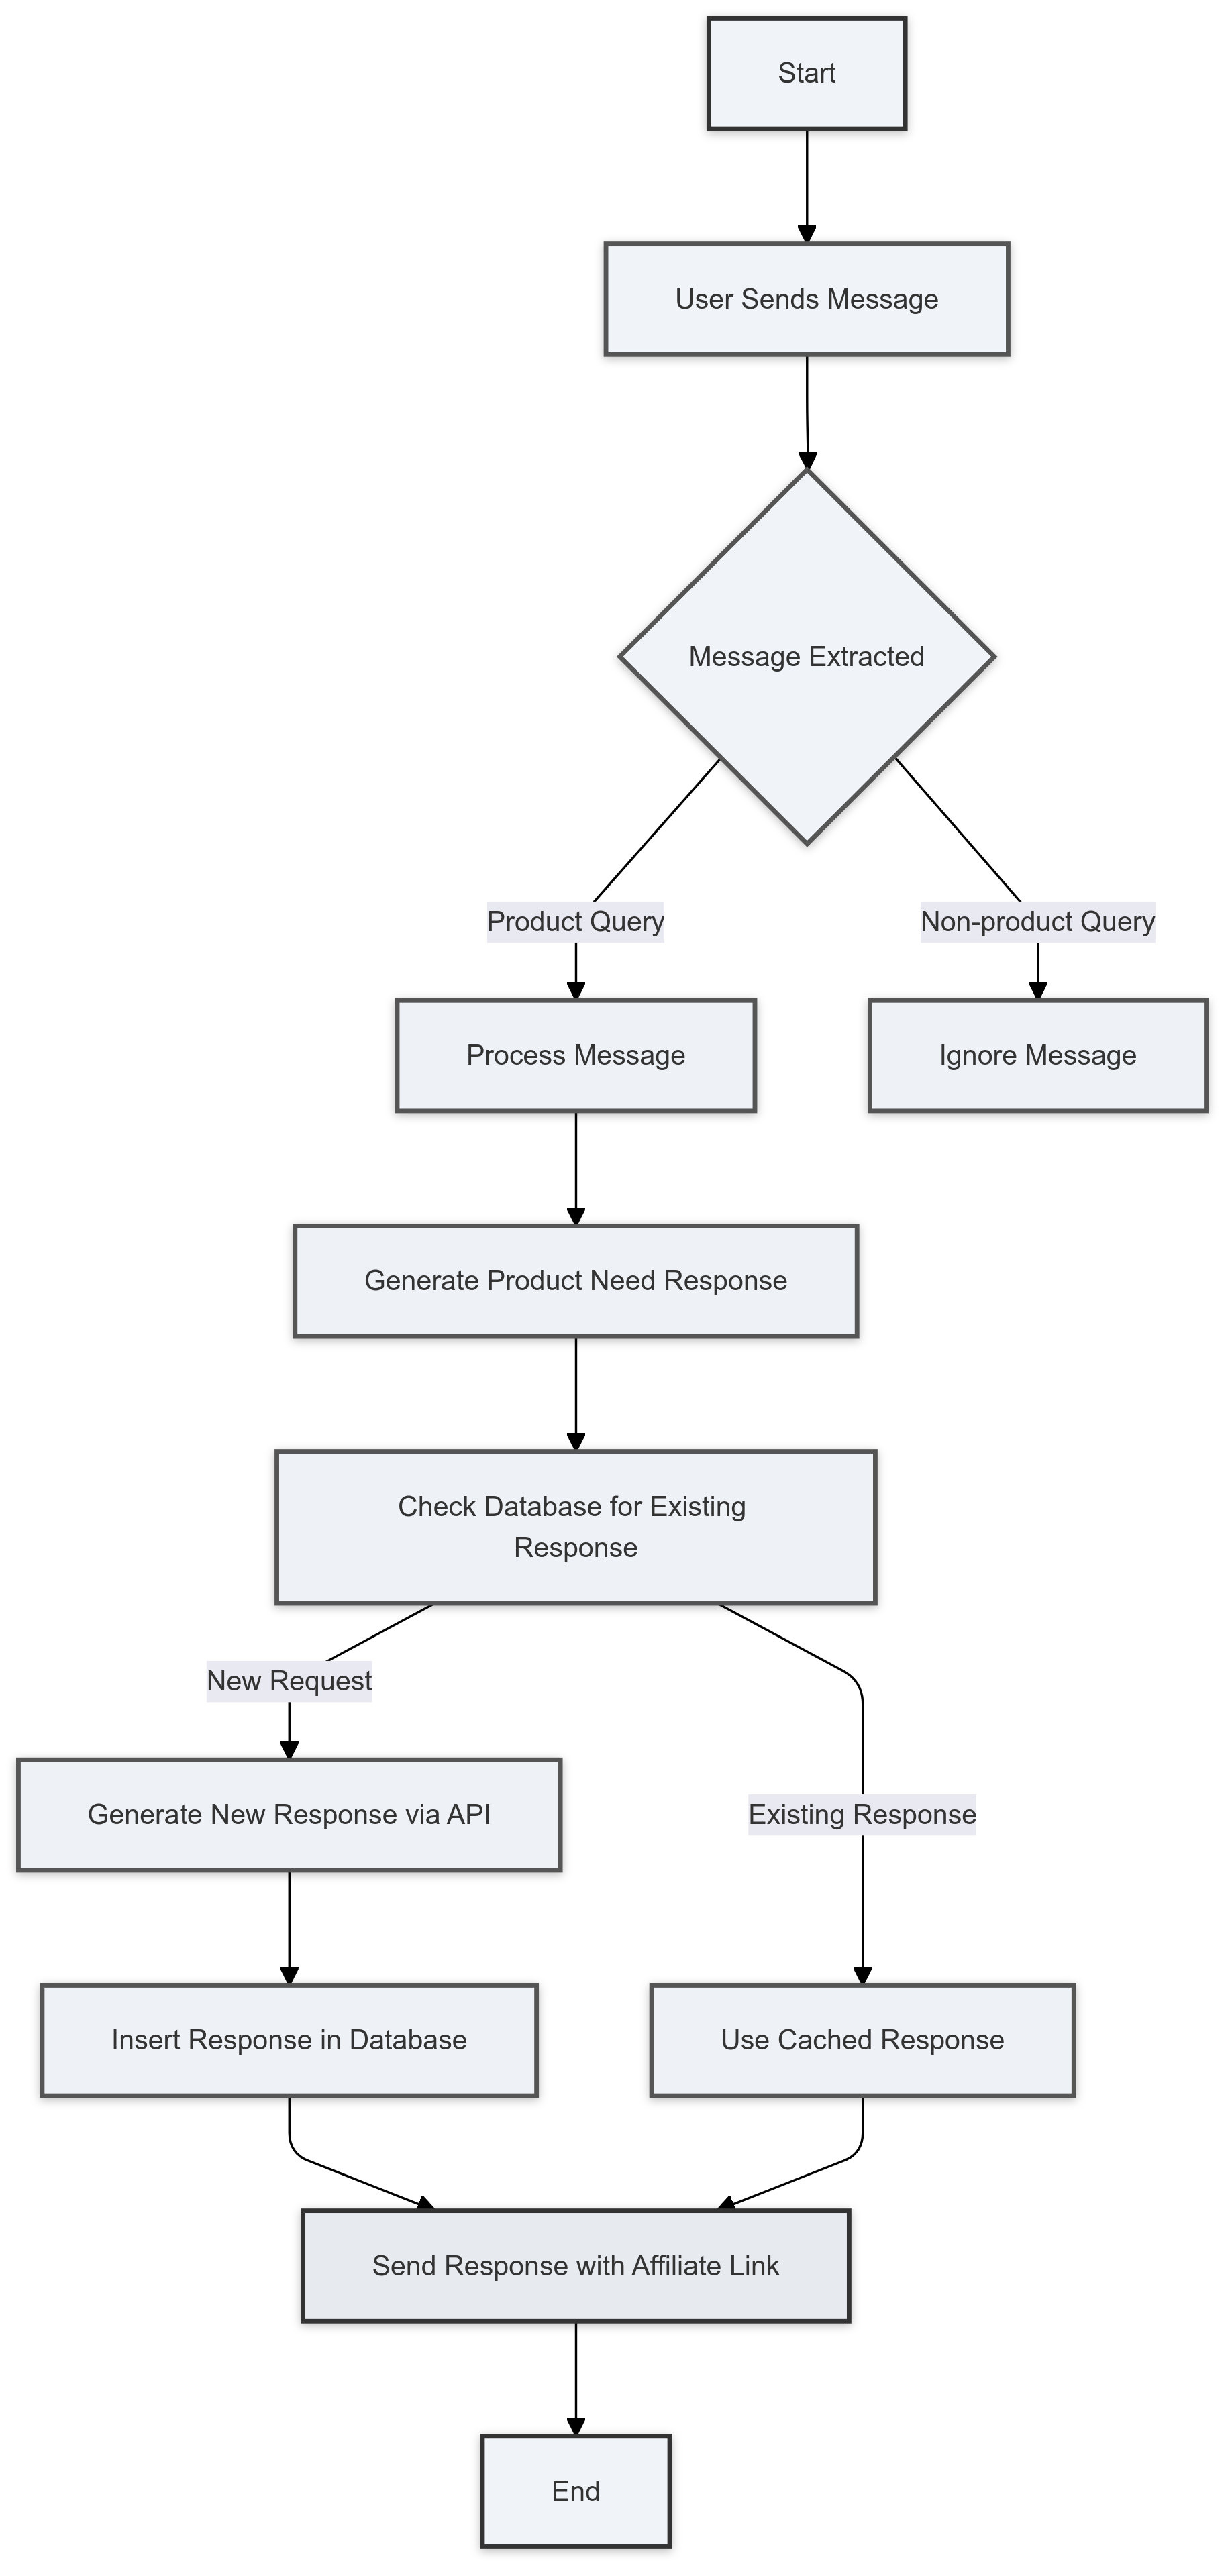 Start
User Sends Message
Message Extracted
Product Query
Non-product Query
Process Message
Ignore Message
Generate Product Need Response
Check Database for Existing
Response
New Request
Generate New Response via API
Existing Response
Insert Response in Database
Use Cached Response
Send Response with Affiliate Link
End